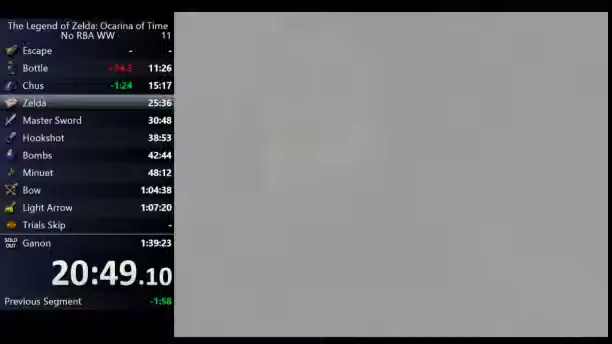 The Legend of Zelda: Ocarina of Time
No RBA WW 11
Escape - -
Bottle 11:26
Chus -1:24 15:17
Zelda 25:36
Master Sword 30:48
Hookshot 38:53
Bombs 42:44
Minuet 48:12
Bow 1:04:38
Light Arrow 1:07:20
Trials Skip -
SOLD OUT Ganon 1:39:23
20:49.10
Previous Segment -1:58